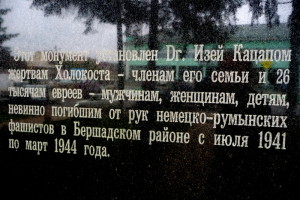 Этот монумент установлен Dr. Изей Кацапом
жертвам Холокоста - членам его семьи и 26
тысячам евреев - мужчинам, женщинам, детям,
невинно погибшим от рук немецко-румынских
фашистов в Бершадском районе с июля 1941
по март 1944 года.